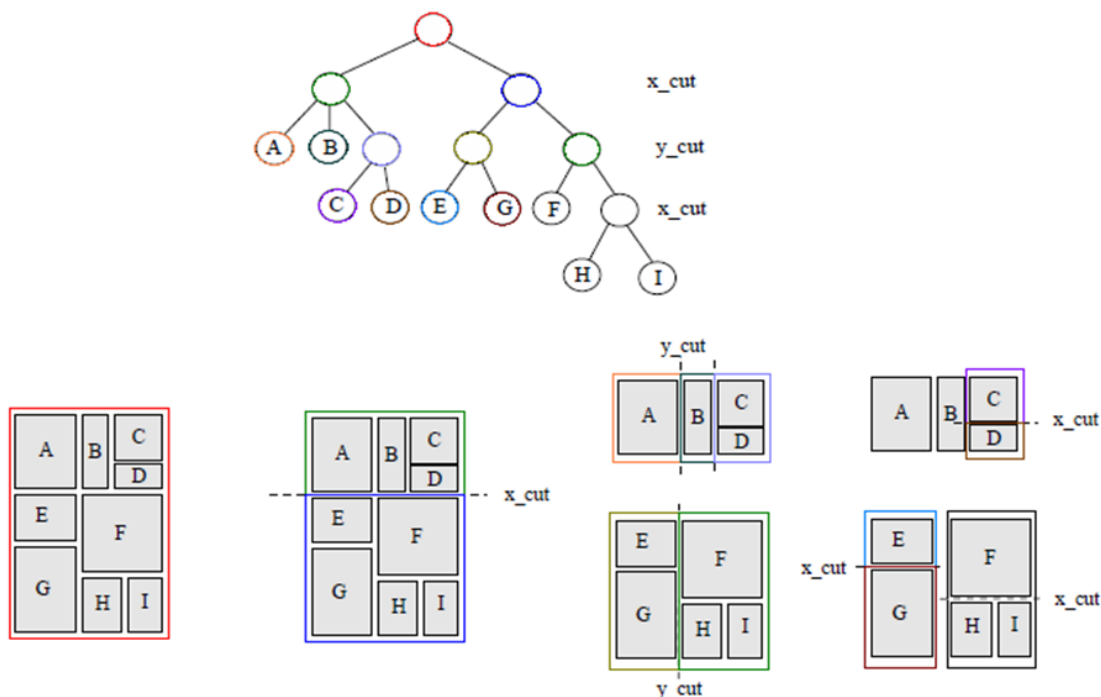 x_cut
A B y_cut
C D E G F x_cut
H I
y_cut
A B C D
A B C D x_cut
A B C D E F G H I
A B C D x_cut E F G H I
E F G H I y_cut
x_cut E F G H I x_cut